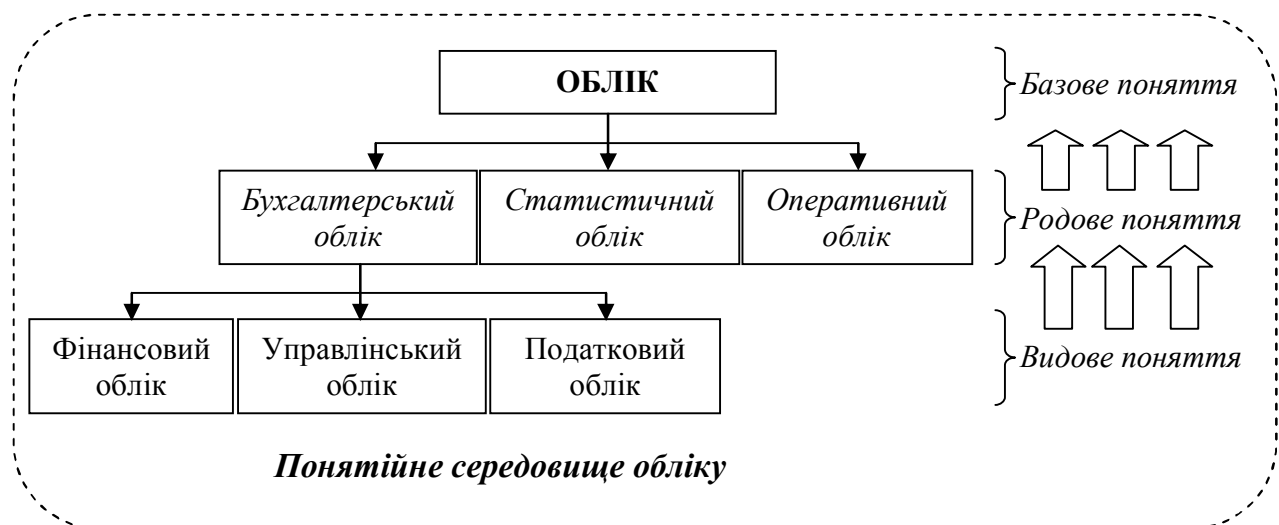 ОБЛІК
Базове поняття
Бухгалтерський
облік
Статистичний
облік
Оперативний
облік
Родове поняття
Фінансовий
облік
Управлінський
облік
Податковий
облік
Видове поняття
Понятійне середовище обліку